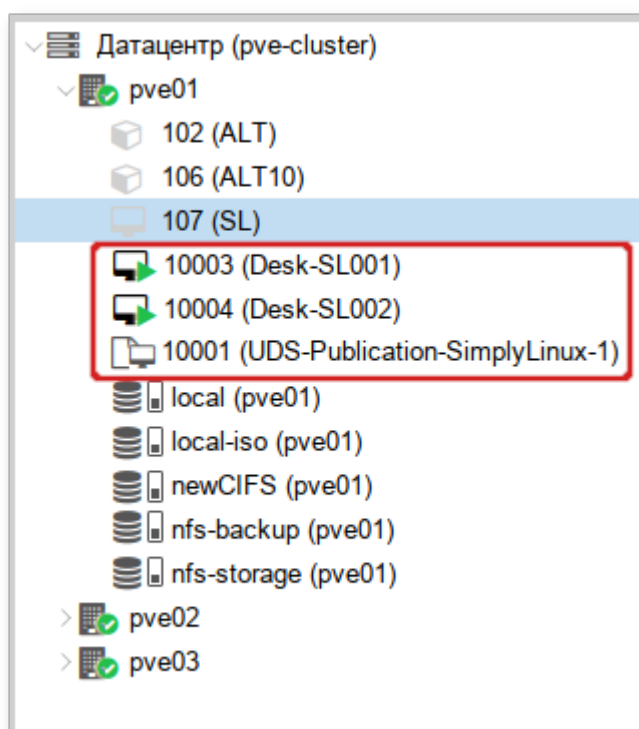 Датацентр (pve-cluster)
pve01
102 (ALT)
106 (ALT10)
107 (SL)
10003 (Desk-SL001)
10004 (Desk-SL002)
10001 (UDS-Publication-SimplyLinux-1)
local (pve01)
local-iso (pve01)
newCIFS (pve01)
nfs-backup (pve01)
nfs-storage (pve01)
pve02
pve03